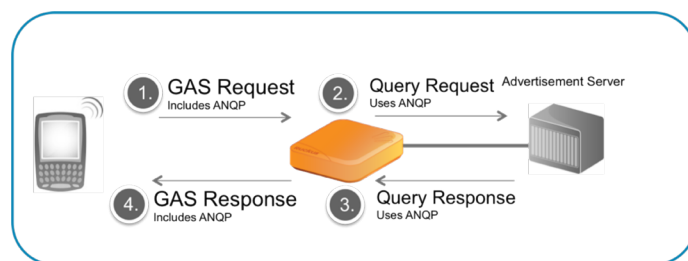 1.
GAS Request
Includes ANQP
2.
Query Request
Uses ANQP
Advertisement Server
4.
GAS Response
Includes ANQP
3.
Query Response
Uses ANQP